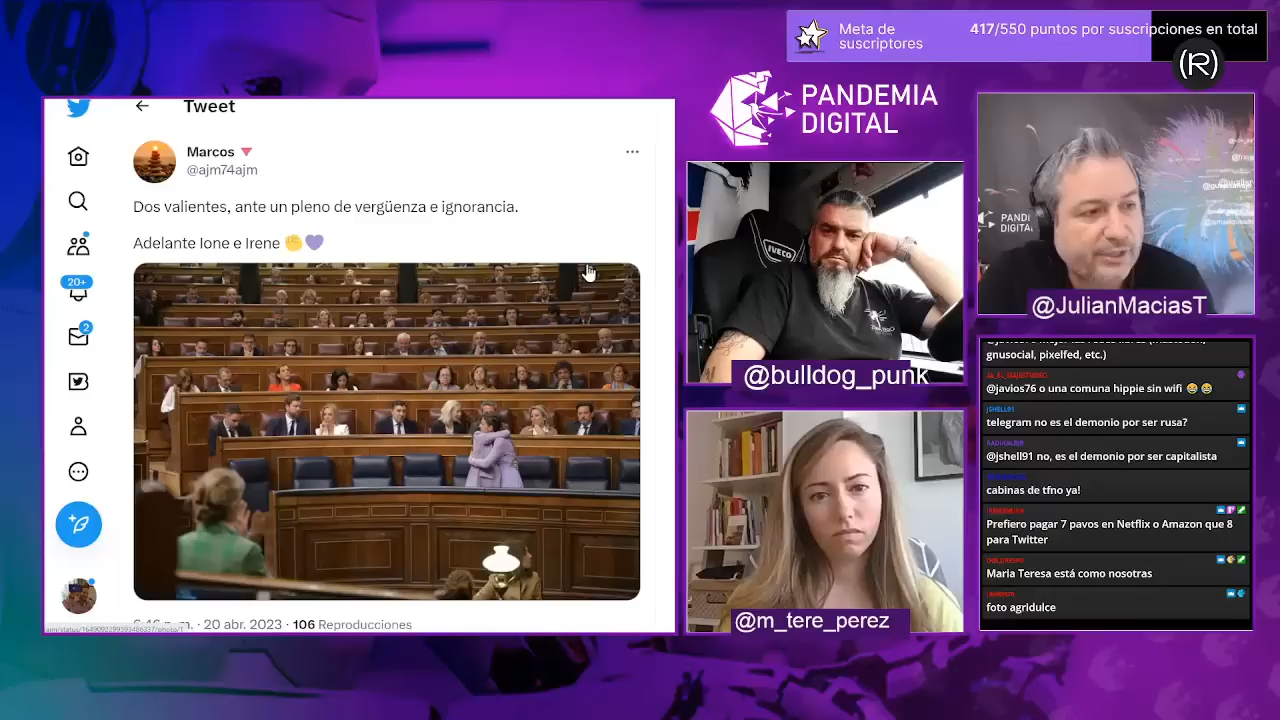 Meta de
suscriptores
417/550 puntos por suscripciones en total
(R)
PANDEMIA
DIGITAL
Tweet
Marcos
@ajm74ajm
Dos valientes, ante un pleno de vergüenza e ignorancia.
Adelante Ione e Irene
20+
2
20 abr. 2023 · 106 Reproducciones
IVECO
@bulldog_punk
@m_tere_perez
@JulianMaciasT
gnusocial, pixelfed, etc.)
@javios76 o una comuna hippie sin wifi
JSHELL91
telegram no es el demonio por ser rusa?
@jshell91 no, es el demonio por ser capitalista
cabinas de tfno ya!
Prefiero pagar 7 pavos en Netflix o Amazon que 8
para Twitter
Maria Teresa está como nosotras
foto agridulce